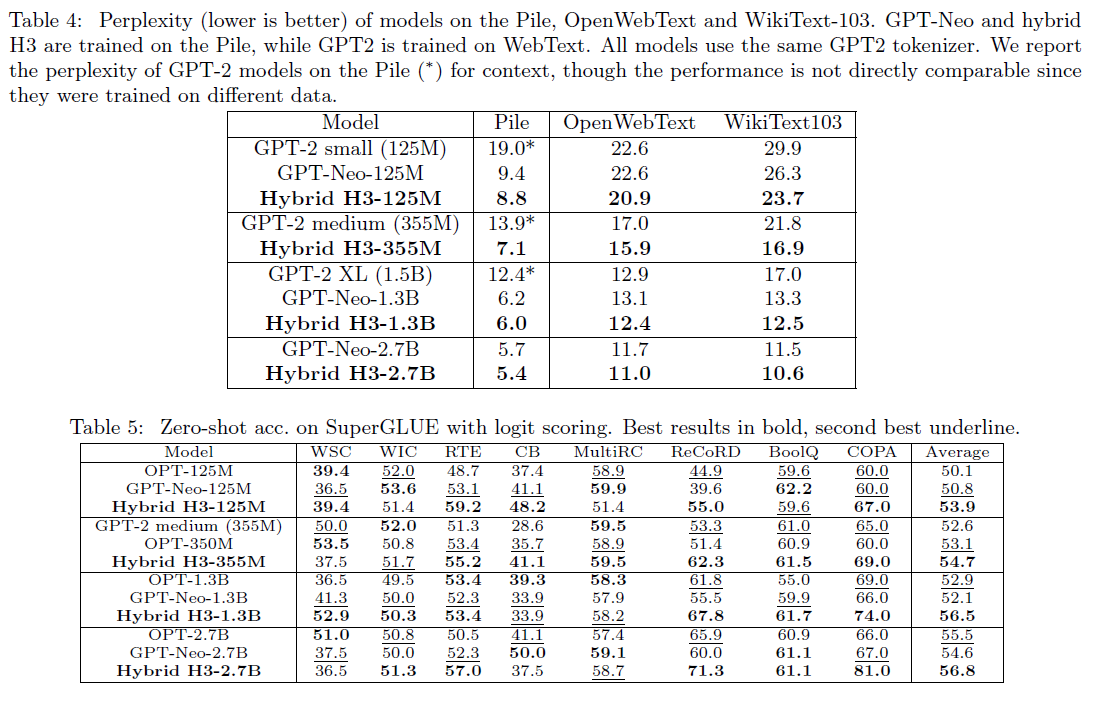 Table 4: Perplexity (lower is better) of models on the Pile, OpenWebText and WikiText-103. GPT-Neo and hybrid
H3 are trained on the Pile, while GPT2 is trained on WebText. All models use the same GPT2 tokenizer. We report
the perplexity of GPT-2 models on the Pile (*) for context, though the performance is not directly comparable since
they were trained on different data.
Model Pile OpenWebText WikiText103
GPT-2 small (125M) 19.0* 22.6 29.9
GPT-Neo-125M 9.4 22.6 26.3
Hybrid H3-125M 8.8 20.9 23.7
GPT-2 medium (355M) 13.9* 17.0 21.8
Hybrid H3-355M 7.1 15.9 16.9
GPT-2 XL (1.5B) 12.4* 12.9 17.0
GPT-Neo-1.3B 6.2 13.1 13.3
Hybrid H3-1.3B 6.0 12.4 12.5
GPT-Neo-2.7B 5.7 11.7 11.5
Hybrid H3-2.7B 5.4 11.0 10.6
Table 5: Zero-shot acc. on SuperGLUE with logit scoring. Best results in bold, second best underline.
Model WSC WIC RTE CB MultiRC ReCoRD BoolQ COPA Average
OPT-125M 39.4 52.0 48.7 37.4 58.9 44.9 59.6 60.0 50.1
GPT-Neo-125M 36.5 53.6 53.1 41.1 59.9 39.6 62.2 60.0 50.8
Hybrid H3-125M 39.4 51.4 59.2 48.2 51.4 55.0 59.6 67.0 53.9
GPT-2 medium (355M) 50.0 52.0 51.3 28.6 59.5 53.3 61.0 65.0 52.6
OPT-350M 53.5 50.8 53.4 35.7 58.9 51.4 60.9 60.0 53.1
Hybrid H3-355M 37.5 51.7 55.2 41.1 59.5 62.3 61.5 69.0 54.7
OPT-1.3B 36.5 49.5 53.4 39.3 58.3 61.8 55.0 69.0 52.9
GPT-Neo-1.3B 41.3 50.0 52.3 33.9 57.9 55.5 59.9 66.0 52.1
Hybrid H3-1.3B 52.9 50.3 53.4 33.9 58.2 67.8 61.7 74.0 56.5
OPT-2.7B 51.0 50.8 50.5 41.1 57.4 65.9 60.9 66.0 55.5
GPT-Neo-2.7B 37.5 50.0 52.3 50.0 59.1 60.0 61.1 67.0 54.6
Hybrid H3-2.7B 36.5 51.3 57.0 37.5 58.7 71.3 61.1 81.0 56.8